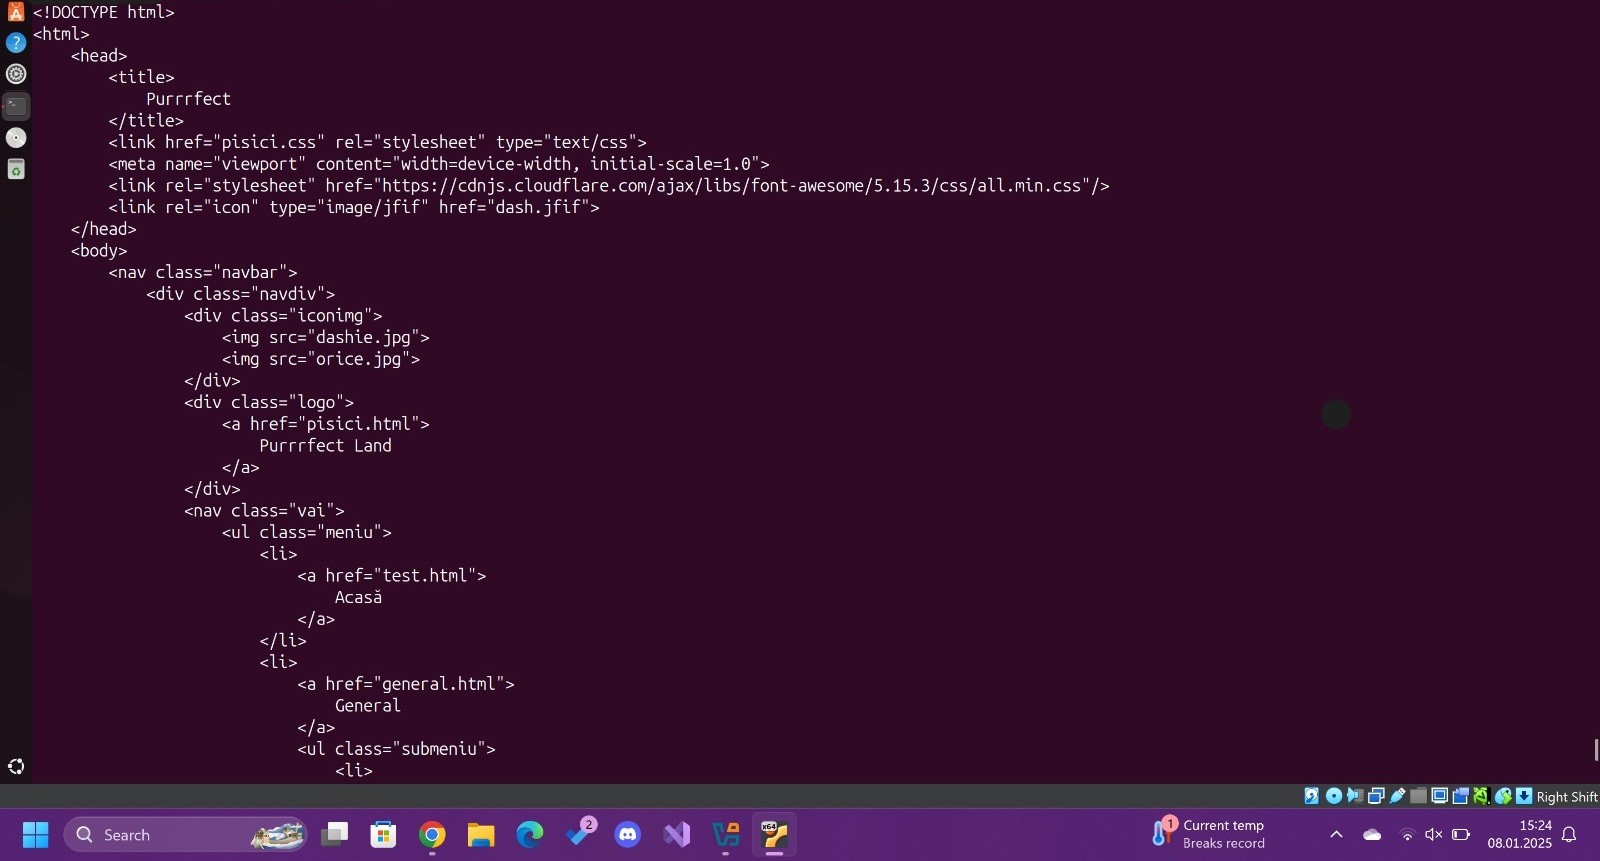 <!DOCTYPE html>
<html>
    <head>
        <title>
            Purrrfect
        </title>
        <link href="pisici.css" rel="stylesheet" type="text/css">
        <meta name="viewport" content="width=device-width, initial-scale=1.0">
        <link rel="stylesheet" href="https://cdnjs.cloudflare.com/ajax/libs/font-awesome/5.15.3/css/all.min.css"/>
        <link rel="icon" type="image/jfif" href="dash.jfif">
    </head>
    <body>
        <nav class="navbar">
            <div class="navdiv">
                <div class="iconimg">
                    <img src="dashie.jpg">
                    <img src="orice.jpg">
                </div>
                <div class="logo">
                    <a href="pisici.html">
                        Purrrfect Land
                    </a>
                </div>
                <nav class="vai">
                    <ul class="meniu">
                        <li>
                            <a href="test.html">
                                Acasă
                            </a>
                        </li>
                        <li>
                            <a href="general.html">
                                General
                            </a>
                            <ul class="submeniu">
                                <li>
Right Shift
Search
2
x64
1
Current temp
Breaks record
15:24
08.01.2025